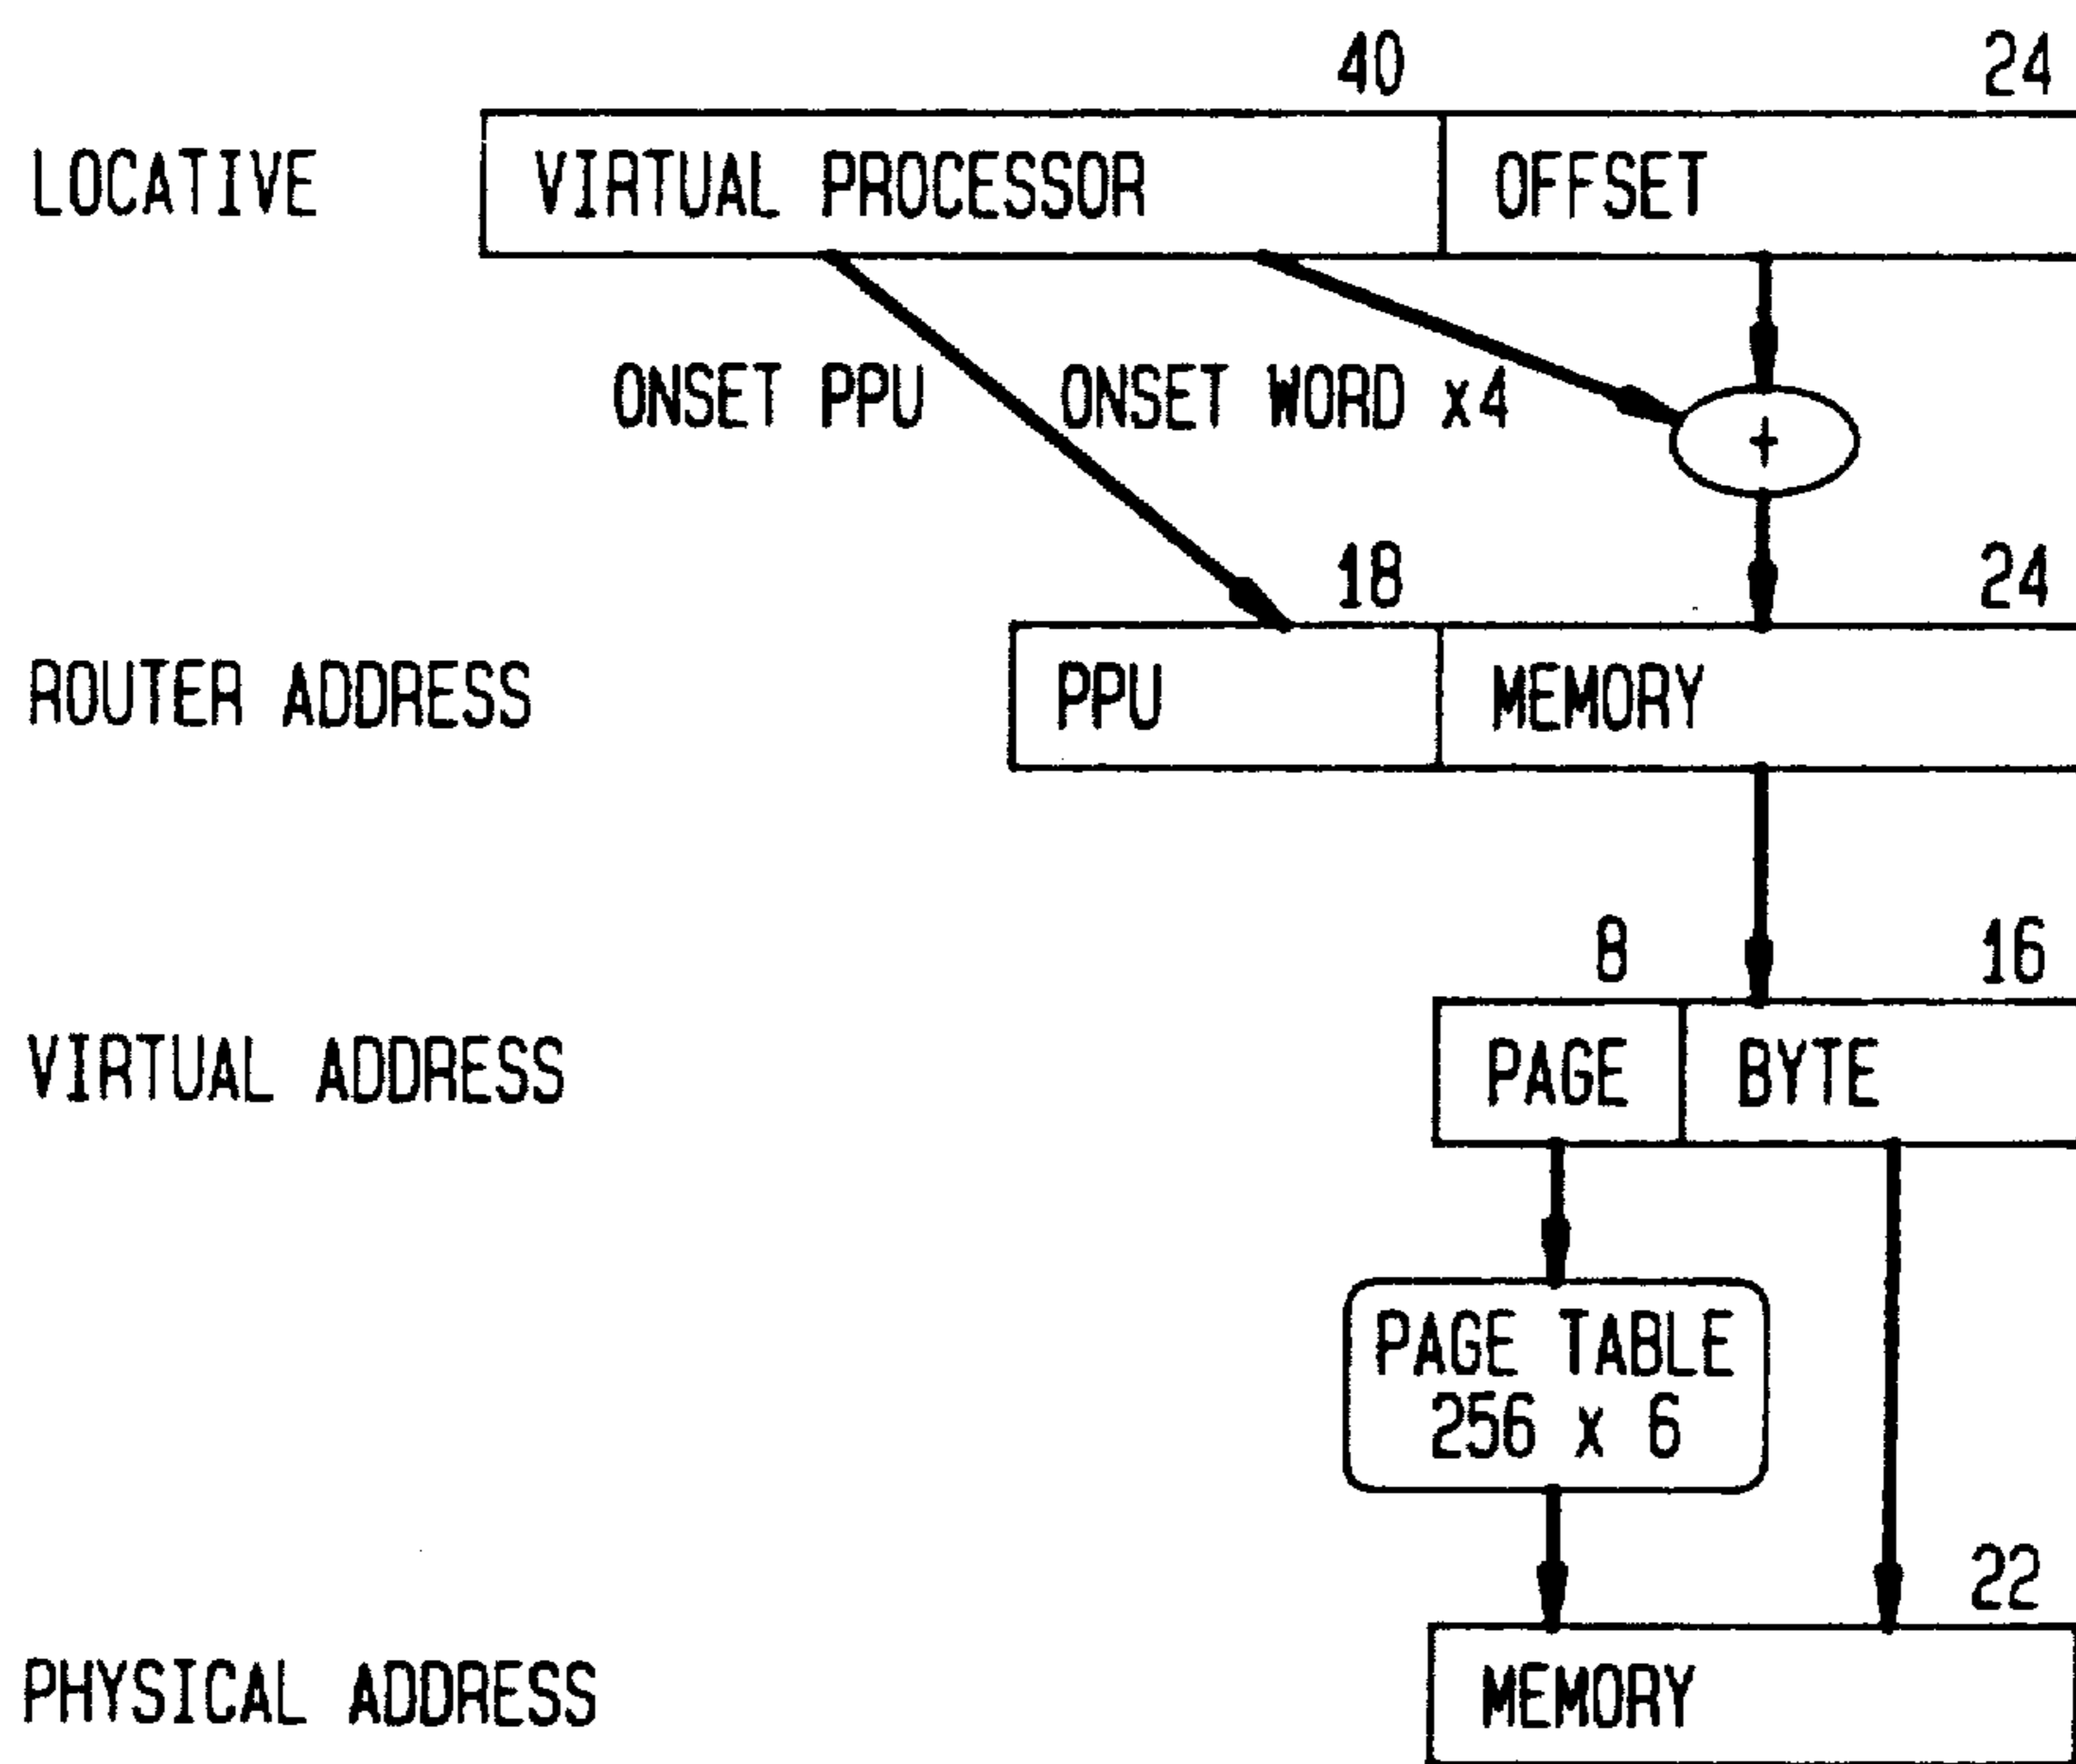 40 24
LOCATIVE VIRTUAL PROCESSOR OFFSET
ONSET PPU ONSET WORD x4
+
18 24
ROUTER ADDRESS PPU MEMORY
8 16
VIRTUAL ADDRESS PAGE BYTE
PAGE TABLE
256 x 6
22
PHYSICAL ADDRESS MEMORY